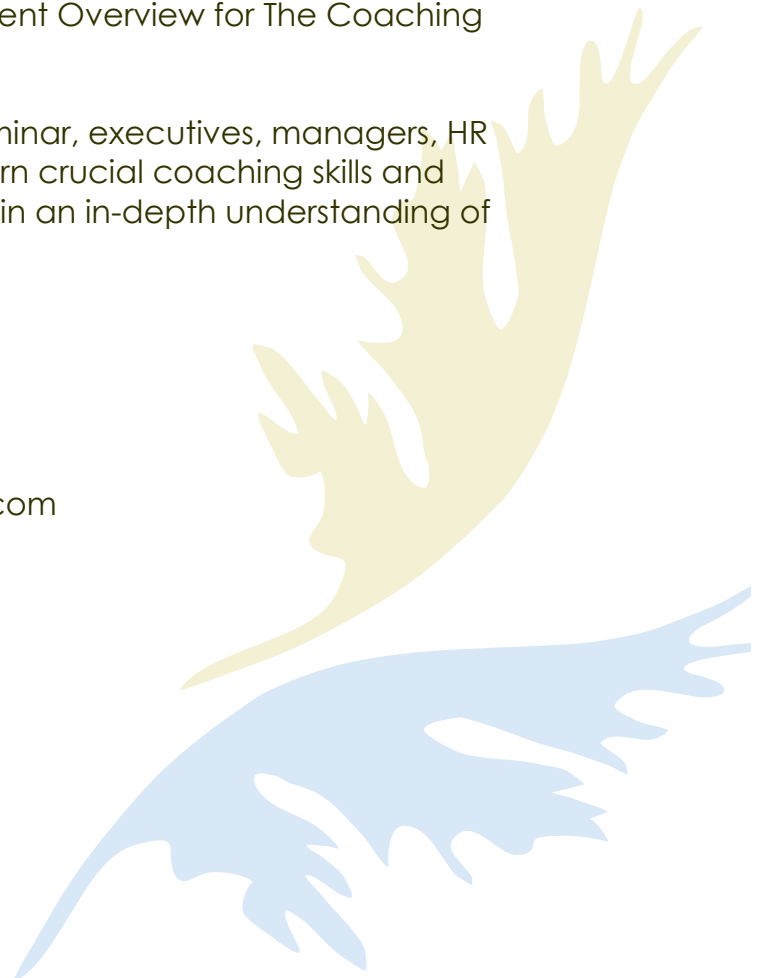 ent Overview for The Coaching
ninar, executives, managers, HR
rn crucial coaching skills and
in an in-depth understanding of
com